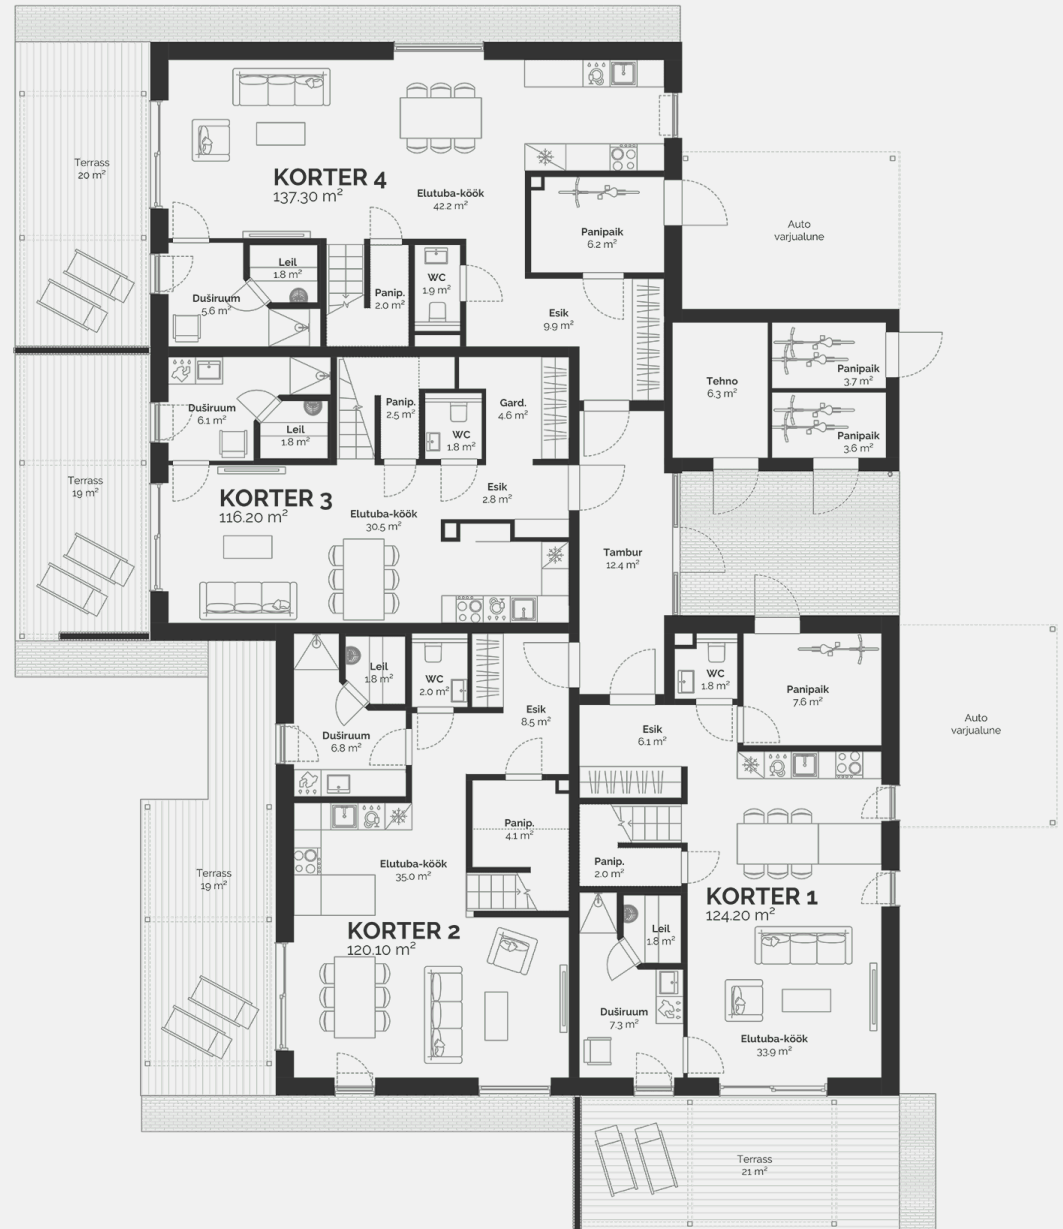 Terrass
20 m²
KORTER 4
137.30 m²
Elutuba-köök
42.2 m²
Panipaik
6.2 m²
Auto
varjualune
Leil
1.8 m²
Duširuum
5.6 m²
Panip.
2.0 m²
WC
1.9 m²
Esik
9.9 m²
Tehno
6.3 m²
Panipaik
3.7 m²
Panipaik
3.6 m²
Duširuum
6.1 m²
Leil
1.8 m²
Panip.
2.5 m²
WC
1.8 m²
Gard.
4.6 m²
Terrass
19 m²
KORTER 3
116.20 m²
Elutuba-köök
30.5 m²
Esik
2.8 m²
Tambur
12.4 m²
Leil
1.8 m²
WC
2.0 m²
Esik
8.5 m²
Duširuum
6.8 m²
WC
1.8 m²
Panipaik
7.6 m²
Esik
6.1 m²
Auto
varjualune
Terrass
19 m²
Elutuba-köök
35.0 m²
Panip.
4.1 m²
KORTER 2
120.10 m²
Panip.
2.0 m²
KORTER 1
124.20 m²
Leil
1.8 m²
Duširuum
7.3 m²
Elutuba-köök
33.9 m²
Terrass
21 m²